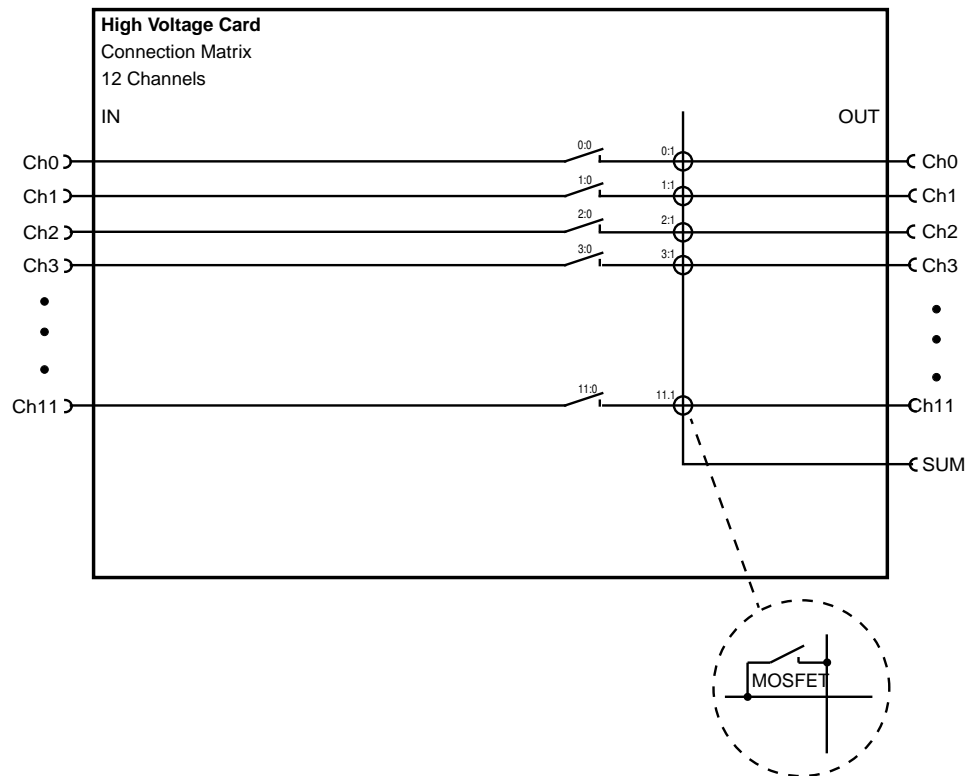 High Voltage Card
Connection Matrix
12 Channels
IN OUT
Ch0 0:0 0:1 Ch0
Ch1 1:0 1:1 Ch1
Ch2 2:0 2:1 Ch2
Ch3 3:0 3:1 Ch3
Ch11 11:0 11.1 Ch11
SUM
MOSFET